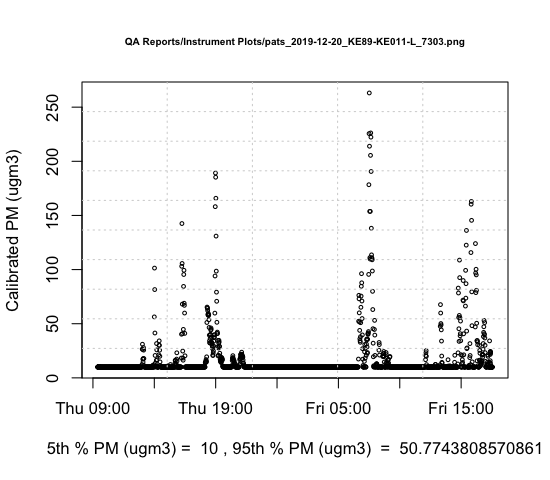 QA Reports/Instrument Plots/pats_2019-12-20_KE89-KE011-L_7303.png
Calibrated PM (ugm3)
250
200
150
100
50
0
Thu 09:00 Thu 19:00 Fri 05:00 Fri 15:00
5th % PM (ugm3) = 10 , 95th % PM (ugm3) = 50.7743808570861